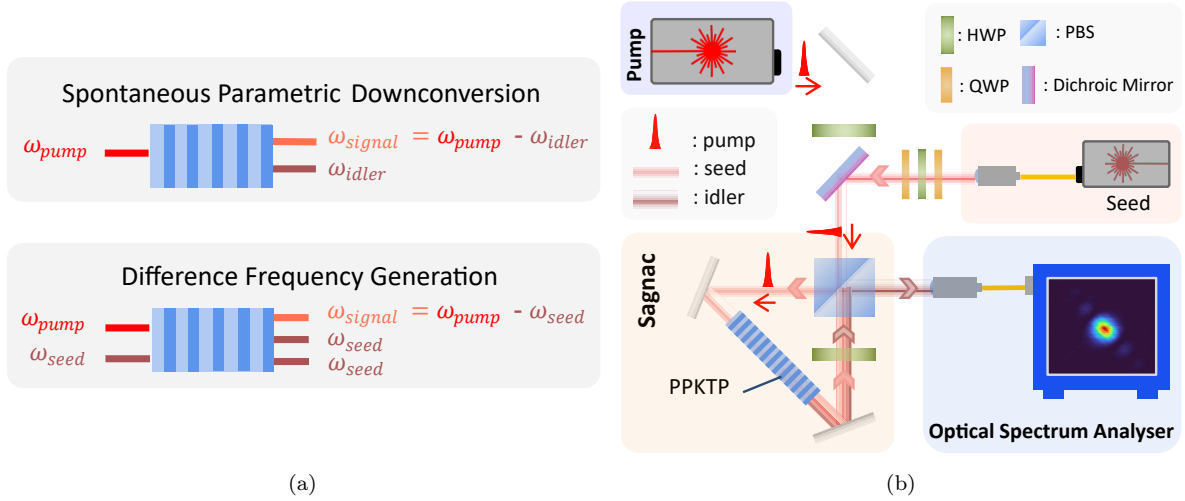 Spontaneous Parametric Downconversion
ω_pump
ω_signal = ω_pump - ω_idler
ω_idler
Difference Frequency Generation
ω_pump
ω_seed
ω_signal = ω_pump - ω_seed
ω_seed
ω_seed
(a)
Pump
: HWP
: PBS
: QWP
: Dichroic Mirror
: pump
: seed
: idler
Seed
Sagnac
PPKTP
Optical Spectrum Analyser
(b)